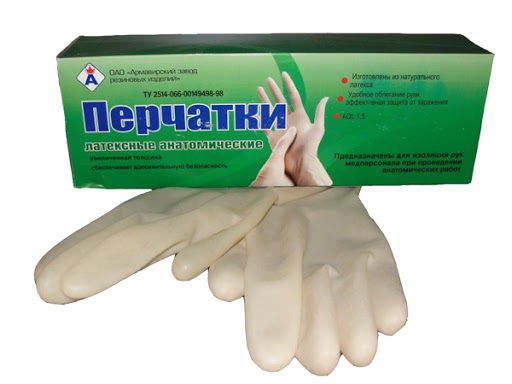 А
ОАО «Армавирский завод
резиновых изделий»
ТУ 2514-066-00149498-98
Перчатки
латексные анатомические
увеличенная толщина
обеспечивает дополнительную безопасность
Изготовлены из натурального
латекса
Удобное облегание руки,
эффективная защита от заражения
AQL 1,5
Предназначены для изоляции рук
медперсонала при проведении
анатомических работ